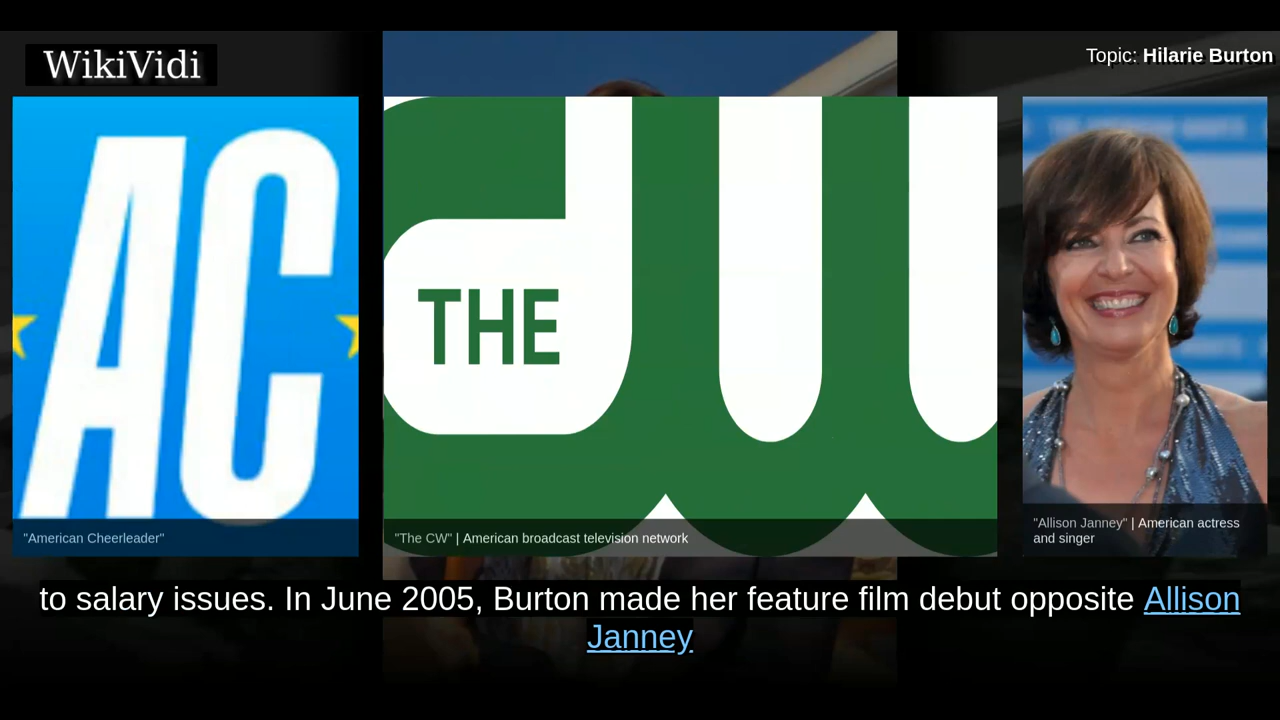 WikiVidi
Topic: Hilarie Burton
AC
THE
"American Cheerleader"
"The CW" | American broadcast television network
"Allison Janney" | American actress
and singer
to salary issues. In June 2005, Burton made her feature film debut opposite Allison
Janney